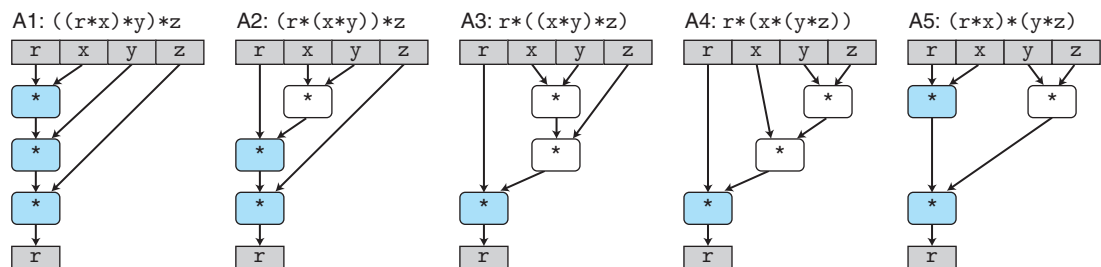 A1: ((r*x)*y)*z A2: (r*(x*y))*z A3: r*((x*y)*z) A4: r*(x*(y*z)) A5: (r*x)*(y*z)
r x y z r x y z r x y z r x y z r x y z
* * * * * *
* * * *
* * * * *
r r r r r